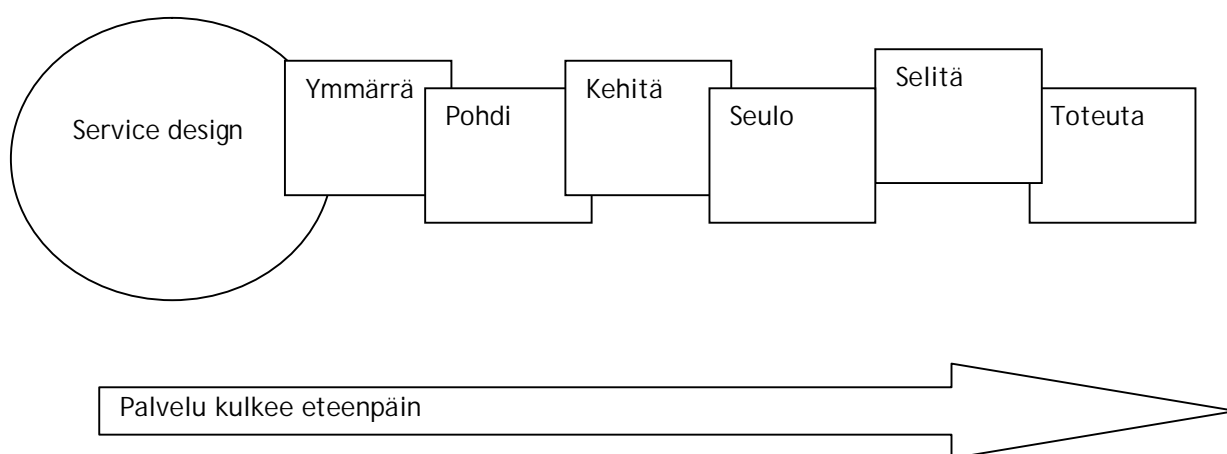 Service design
Ymmärrä
Pohdi
Kehitä
Seulo
Selitä
Toteuta
Palvelu kulkee eteenpäin